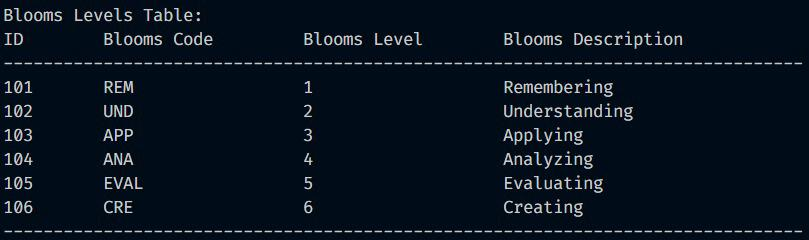 Blooms Levels Table:
ID Blooms Code Blooms Level Blooms Description
--------------------------------------------------------------------------------
101 REM 1 Remembering
102 UND 2 Understanding
103 APP 3 Applying
104 ANA 4 Analyzing
105 EVAL 5 Evaluating
106 CRE 6 Creating
--------------------------------------------------------------------------------